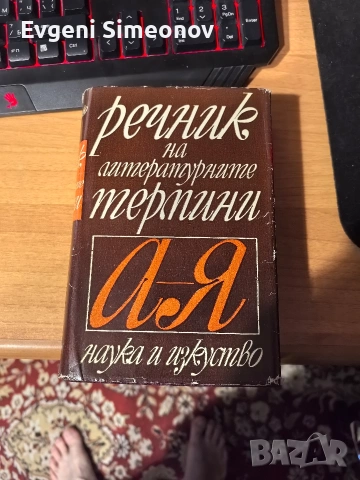 Evgeni Simeonov
речник
на
литературните
термини
А-Я
наука и изкуство
BAZAR